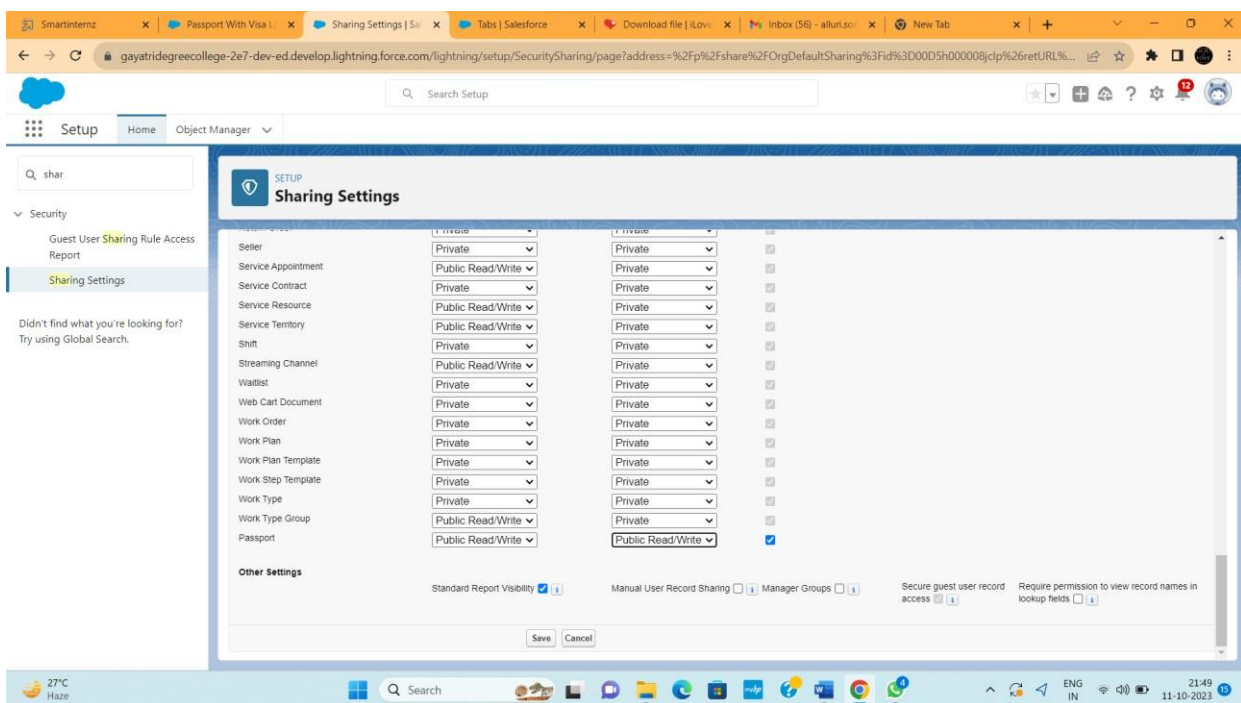 Smartinternz
Passport With Visa L
Sharing Settings | Sa
Tabs | Salesforce
Download file | iLove
Inbox (56) - alluri.so
New Tab
gayatridegreecollege-2e7-dev-ed.develop.lightning.force.com/lightning/setup/SecuritySharing/page?address=%2Fp%2Fshare%2FOrgDefaultSharing%3Fid%3D00D5h000008jclp%26retURL%...
Search Setup
12
Setup Home Object Manager
shar
SETUP
Sharing Settings
Security
Guest User Sharing Rule Access
Report
Sharing Settings
Didn't find what you're looking for?
Try using Global Search.
Private Private
Seller Private Private
Service Appointment Public Read/Write Private
Service Contract Private Private
Service Resource Public Read/Write Private
Service Territory Public Read/Write Private
Shift Private Private
Streaming Channel Public Read/Write Private
Waitlist Private Private
Web Cart Document Private Private
Work Order Private Private
Work Plan Private Private
Work Plan Template Private Private
Work Step Template Private Private
Work Type Private Private
Work Type Group Public Read/Write Private
Passport Public Read/Write Public Read/Write
Other Settings
Standard Report Visibility i Manual User Record Sharing i Manager Groups i
Secure guest user record
access i
Require permission to view record names in
lookup fields i
Save Cancel
27°C
Haze
Search
mvhp
4
ENG
IN
21:49
11-10-2023
15